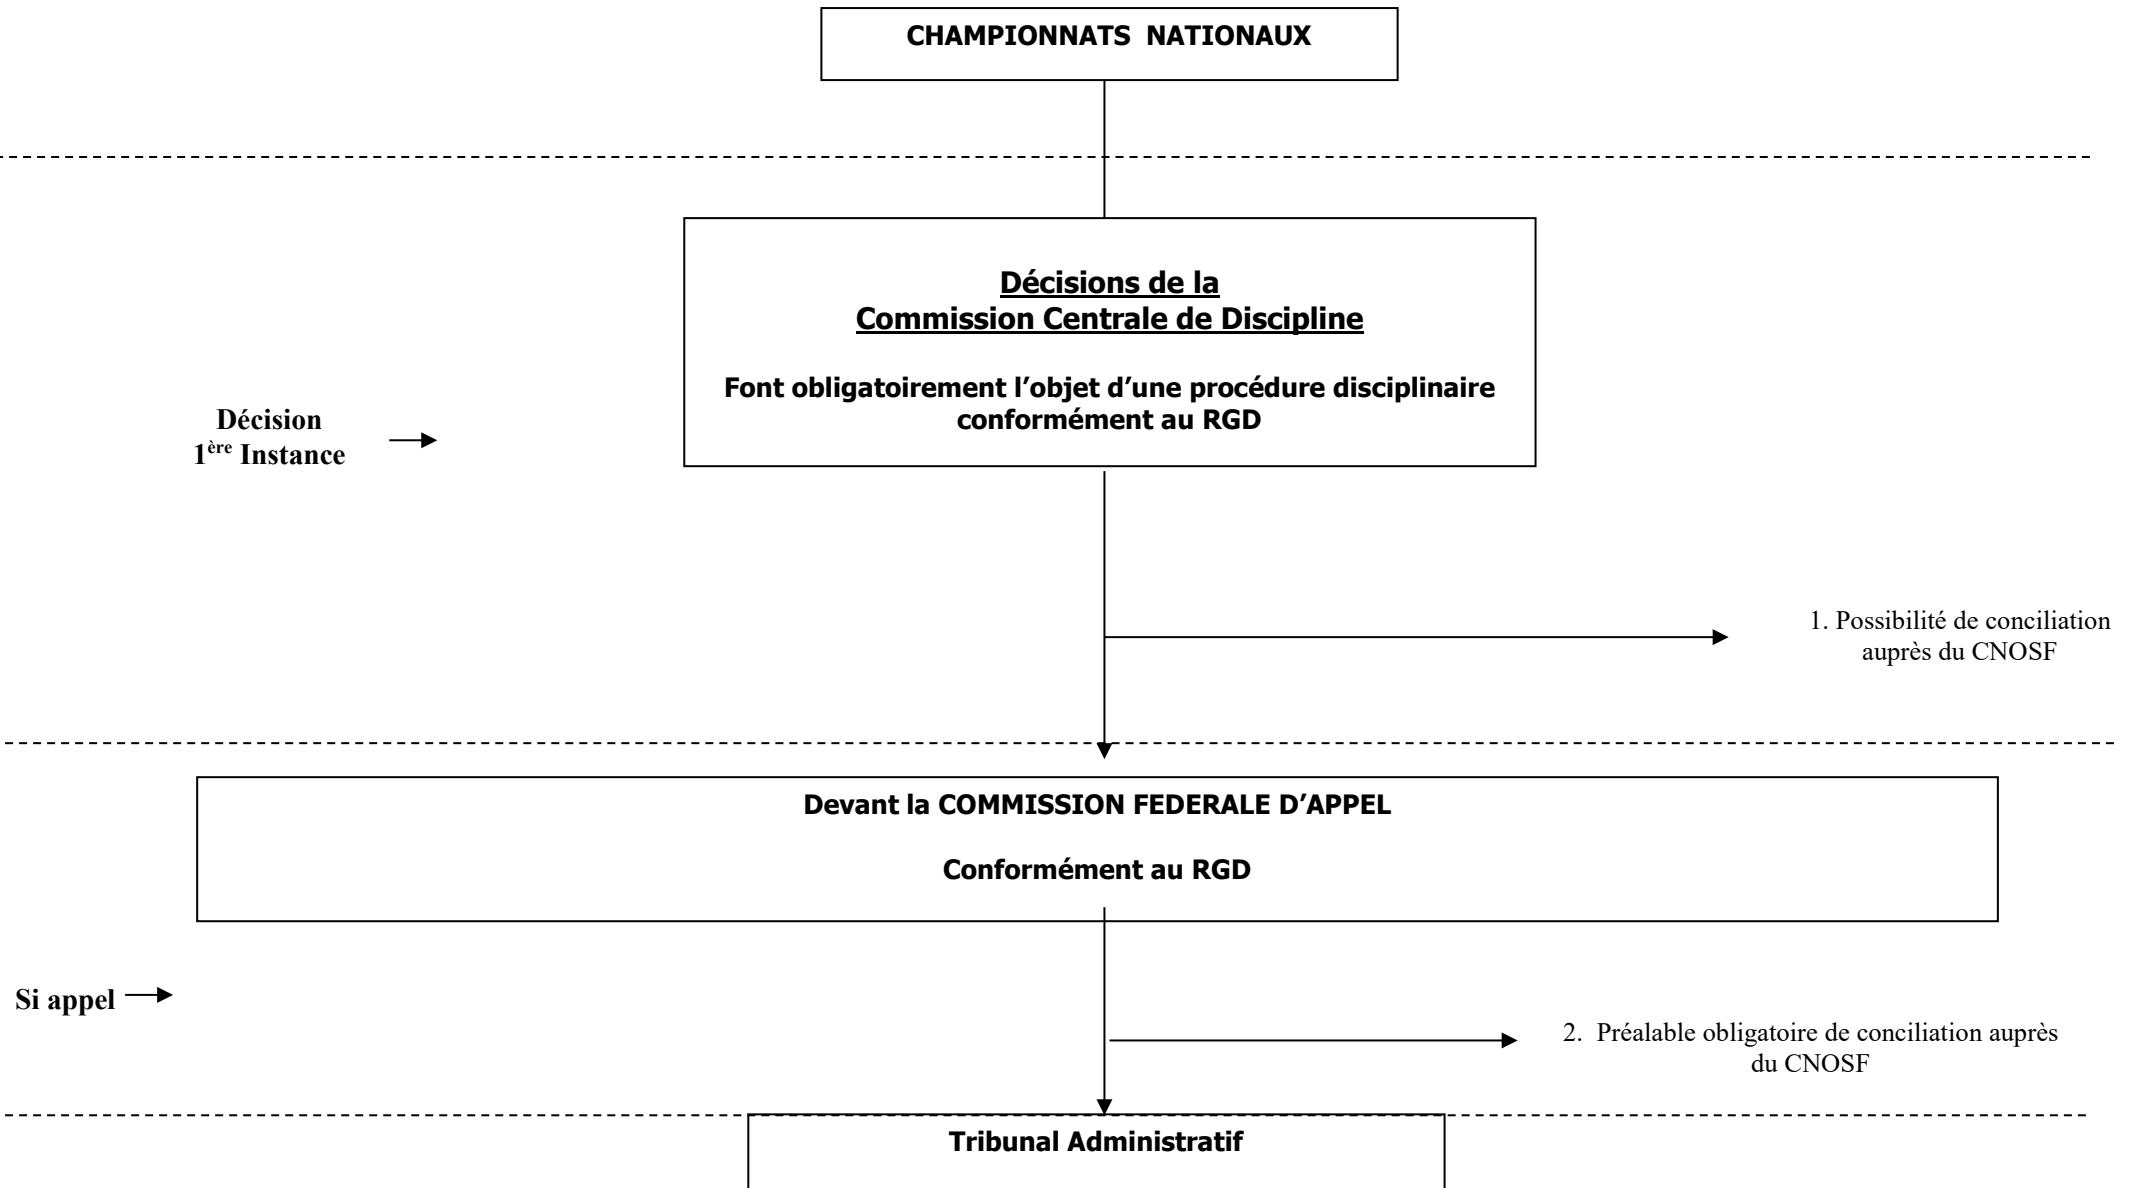 CHAMPIONNATS NATIONAUX
Décisions de la
Commission Centrale de Discipline
Font obligatoirement l’objet d’une procédure disciplinaire
conformément au RGD
Décision
1ère Instance
1. Possibilité de conciliation
auprès du CNOSF
Devant la COMMISSION FEDERALE D’APPEL
Conformément au RGD
Si appel
2. Préalable obligatoire de conciliation auprès
du CNOSF
Tribunal Administratif